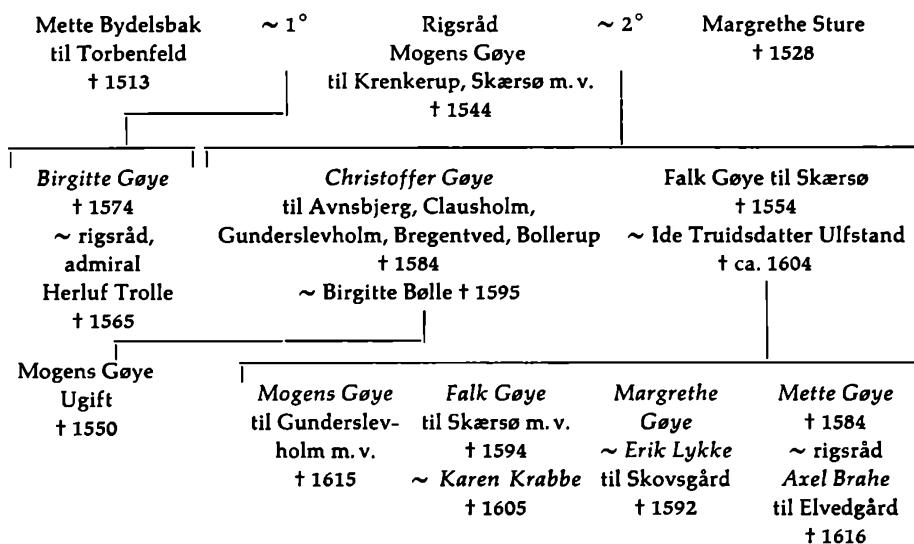 Mette Bydelsbak
til Torbenfeld
† 1513
~ 1°
Rigsråd
Mogens Gøye
til Krenkerup, Skærsø m. v.
† 1544
~ 2°
Margrethe Sture
† 1528
Birgitte Gøye
† 1574
~ rigsråd,
admiral
Herluf Trolle
† 1565
Christoffer Gøye
til Avnsbjerg, Clausholm,
Gunderslevholm, Bregentved, Bollerup
† 1584
~ Birgitte Bølle † 1595
Falk Gøye til Skærsø
† 1554
~ Ide Truidsdatter Ulfstand
† ca. 1604
Mogens Gøye
Ugift
† 1550
Mogens Gøye
til Gunderslev-
holm m. v.
† 1615
Falk Gøye
til Skærsø m. v.
† 1594
~ Karen Krabbe
† 1605
Margrethe
Gøye
~ Erik Lykke
til Skovsgård
† 1592
Mette Gøye
† 1584
~ rigsråd
Axel Brahe
til Elvedgård
† 1616